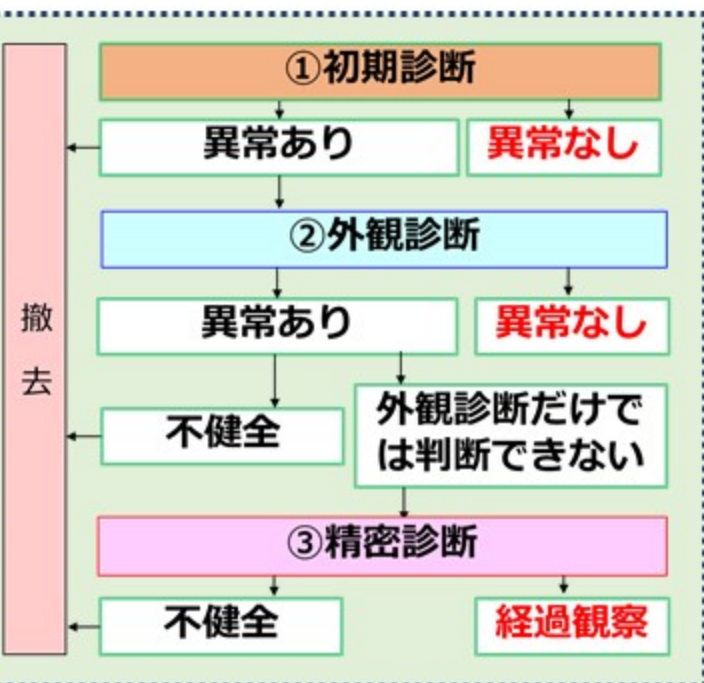 ①初期診断
異常あり
異常なし
②外観診断
異常あり
異常なし
撤
去
不健全
外観診断だけで
は判断できない
③精密診断
不健全
経過観察